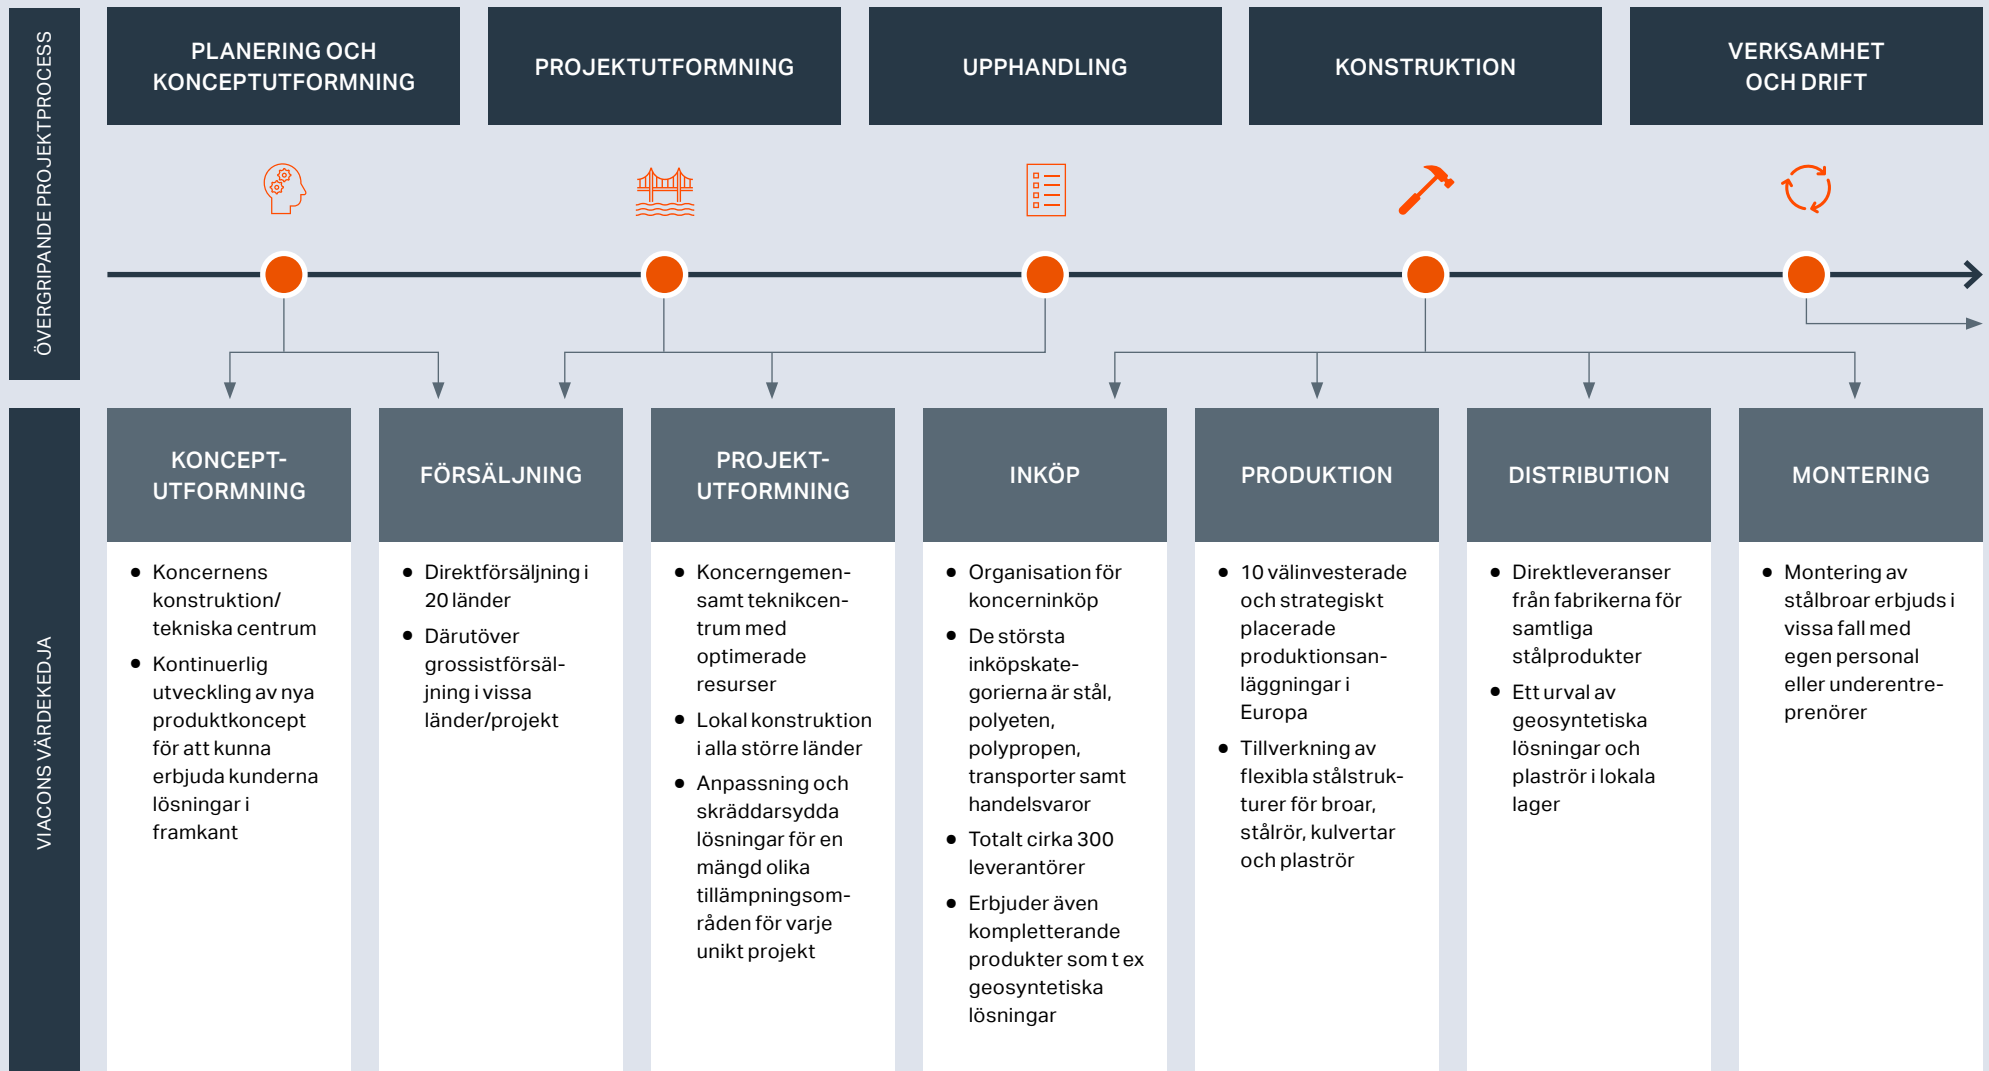 ÖVERGRIPANDE PROJEKTPROCESS
PLANERING OCH
KONCEPTUTFORMNING
PROJEKTUTFORMNING
UPPHANDLING
KONSTRUKTION
VERKSAMHET
OCH DRIFT
VIACONS VÄRDEKEDJA
KONCEPT-
UTFORMNING
• Koncernens
konstruktion/
tekniska centrum
• Kontinuerlig
utveckling av nya
produktkoncept
för att kunna
erbjuda kunderna
lösningar i
framkant
FÖRSÄLJNING
• Direktförsäljning i
20 länder
• Därutöver
grossistförsäl-
jning i vissa
länder/projekt
PROJEKT-
UTFORMNING
• Koncerngemen-
samt teknikcen-
trum med
optimerade
resurser
• Lokal konstruktion
i alla större länder
• Anpassning och
skräddarsydda
lösningar för en
mängd olika
tillämpningsom-
råden för varje
unikt projekt
INKÖP
• Organisation för
koncerninköp
• De största
inköpskate-
gorierna är stål,
polyeten,
polypropen,
transporter samt
handelsvaror
• Totalt cirka 300
leverantörer
• Erbjuder även
kompletterande
produkter som t ex
geosyntetiska
lösningar
PRODUKTION
• 10 välinvesterade
och strategiskt
placerade
produktionsan-
läggningar i
Europa
• Tillverkning av
flexibla stålstruk-
turer för broar,
stålrör, kulvertar
och plaströr
DISTRIBUTION
• Direktleveranser
från fabrikerna för
samtliga
stålprodukter
• Ett urval av
geosyntetiska
lösningar och
plaströr i lokala
lager
MONTERING
• Montering av
stålbroar erbjuds i
vissa fall med
egen personal
eller underentre-
prenörer